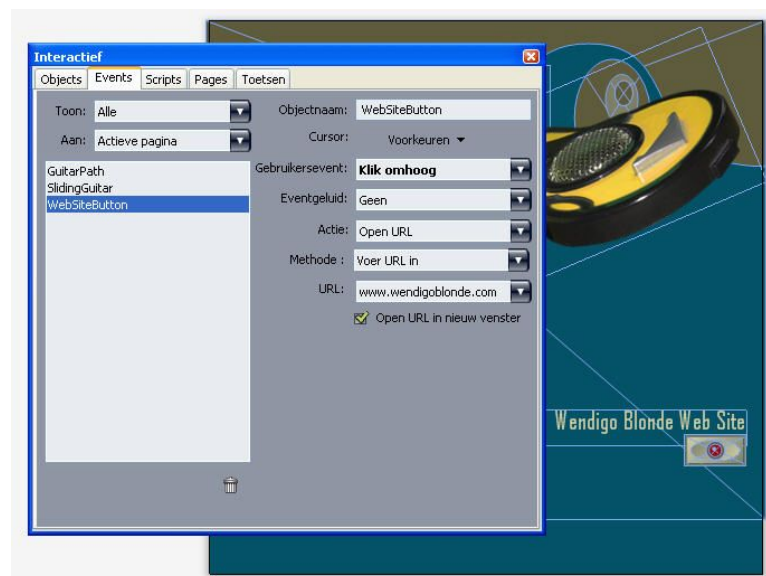 Interactief
Objects Events Scripts Pages Toetsen
Toon: Alle
Aan: Actieve pagina
GuitarPath
SlidingGuitar
WebSiteButton
Objectnaam: WebSiteButton
Cursor: Voorkeuren
Gebruikersevent: Klik omhoog
Eventgeluid: Geen
Actie: Open URL
Methode : Voer URL in
URL: www.wendigoblonde.com
Open URL in nieuw venster
Wendigo Blonde Web Site